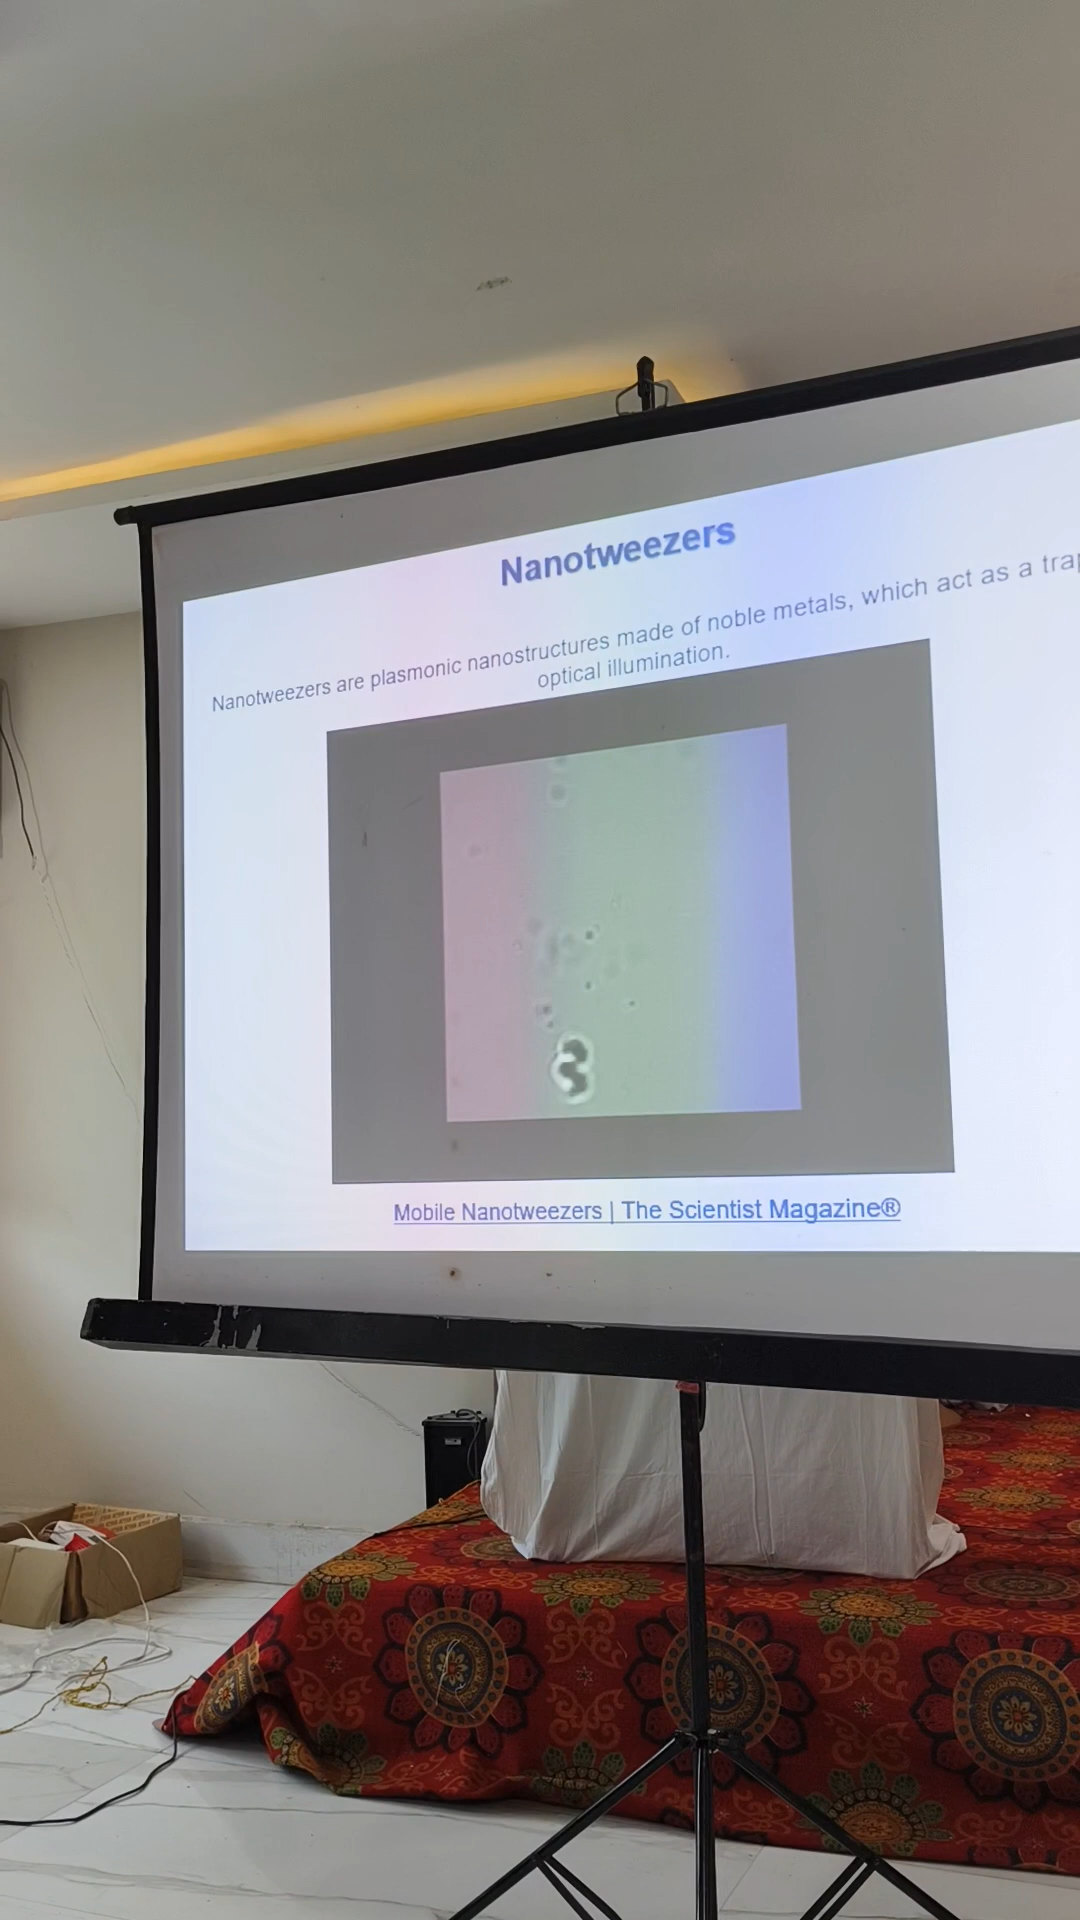 Nanotweezers
Nanotweezers are plasmonic nanostructures made of noble metals, which act as a
optical illumination.
Mobile Nanotweezers | The Scientist Magazine®